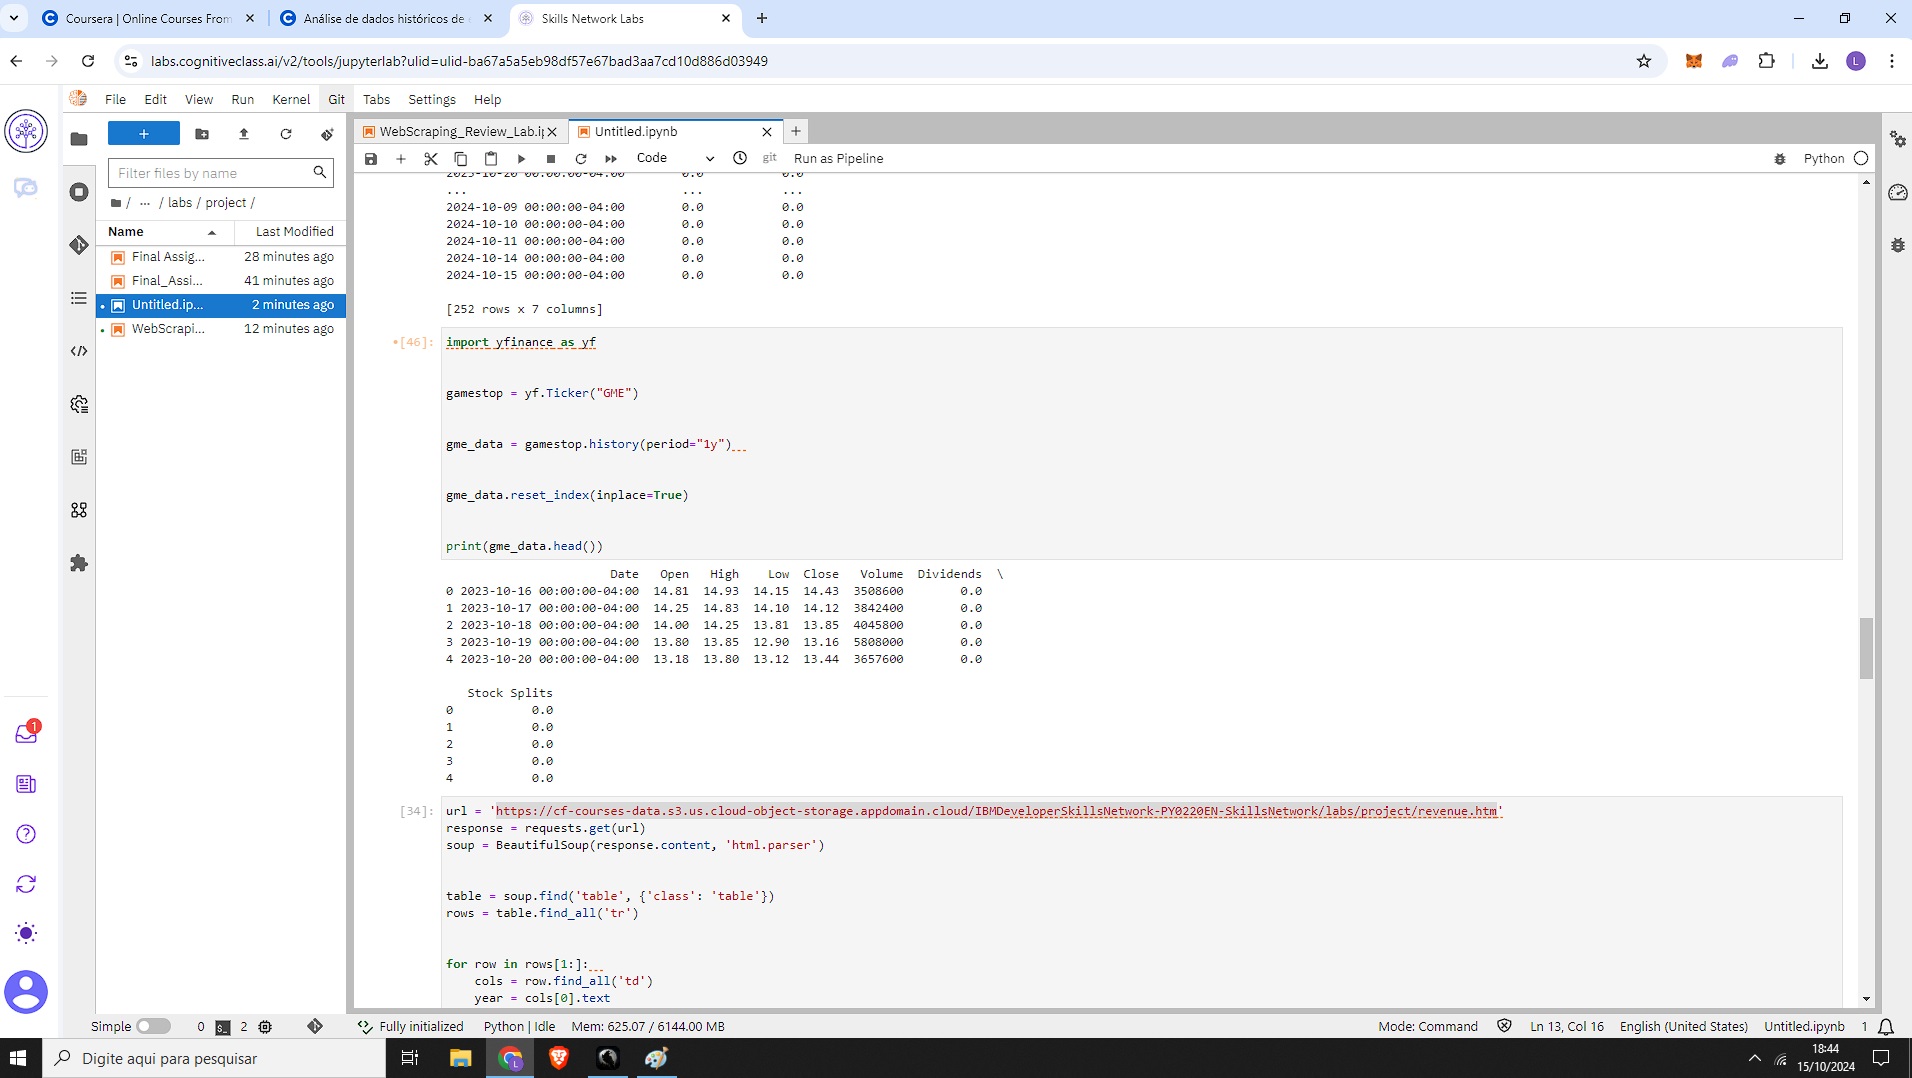 Coursera | Online Courses From
Análise de dados históricos de
Skills Network Labs
labs.cognitiveclass.ai/v2/tools/jupyterlab?ulid=ulid-ba67a5a5eb98df57e67bad3aa7cd10d886d03949
L
File Edit View Run Kernel Git Tabs Settings Help
WebScraping_Review_Lab.i
Untitled.ipynb
Code
git
Run as Pipeline
Python
Filter files by name
/ ··· / labs / project /
Name Last Modified
Final Assig... 28 minutes ago
Final_Assi... 41 minutes ago
Untitled.ip... 2 minutes ago
WebScrapi... 12 minutes ago
2023-10-20 00:00:00-04:00 0.0 0.0
... ... ...
2024-10-09 00:00:00-04:00 0.0 0.0
2024-10-10 00:00:00-04:00 0.0 0.0
2024-10-11 00:00:00-04:00 0.0 0.0
2024-10-14 00:00:00-04:00 0.0 0.0
2024-10-15 00:00:00-04:00 0.0 0.0
[252 rows x 7 columns]
•[46]:
import yfinance as yf
gamestop = yf.Ticker("GME")
gme_data = gamestop.history(period="1y")
gme_data.reset_index(inplace=True)
print(gme_data.head())
Date Open High Low Close Volume Dividends \
0 2023-10-16 00:00:00-04:00 14.81 14.93 14.15 14.43 3508600 0.0
1 2023-10-17 00:00:00-04:00 14.25 14.83 14.10 14.12 3842400 0.0
2 2023-10-18 00:00:00-04:00 14.00 14.25 13.81 13.85 4045800 0.0
3 2023-10-19 00:00:00-04:00 13.80 13.85 12.90 13.16 5808000 0.0
4 2023-10-20 00:00:00-04:00 13.18 13.80 13.12 13.44 3657600 0.0
Stock Splits
0 0.0
1 0.0
2 0.0
3 0.0
4 0.0
[34]:
url = 'https://cf-courses-data.s3.us.cloud-object-storage.appdomain.cloud/IBMDeveloperSkillsNetwork-PY0220EN-SkillsNetwork/labs/project/revenue.htm'
response = requests.get(url)
soup = BeautifulSoup(response.content, 'html.parser')
table = soup.find('table', {'class': 'table'})
rows = table.find_all('tr')
for row in rows[1:]:
cols = row.find_all('td')
year = cols[0].text
1
Simple 0 2
Fully initialized Python | Idle Mem: 625.07 / 6144.00 MB
Mode: Command Ln 13, Col 16 English (United States) Untitled.ipynb 1
Digite aqui para pesquisar
18:44
15/10/2024